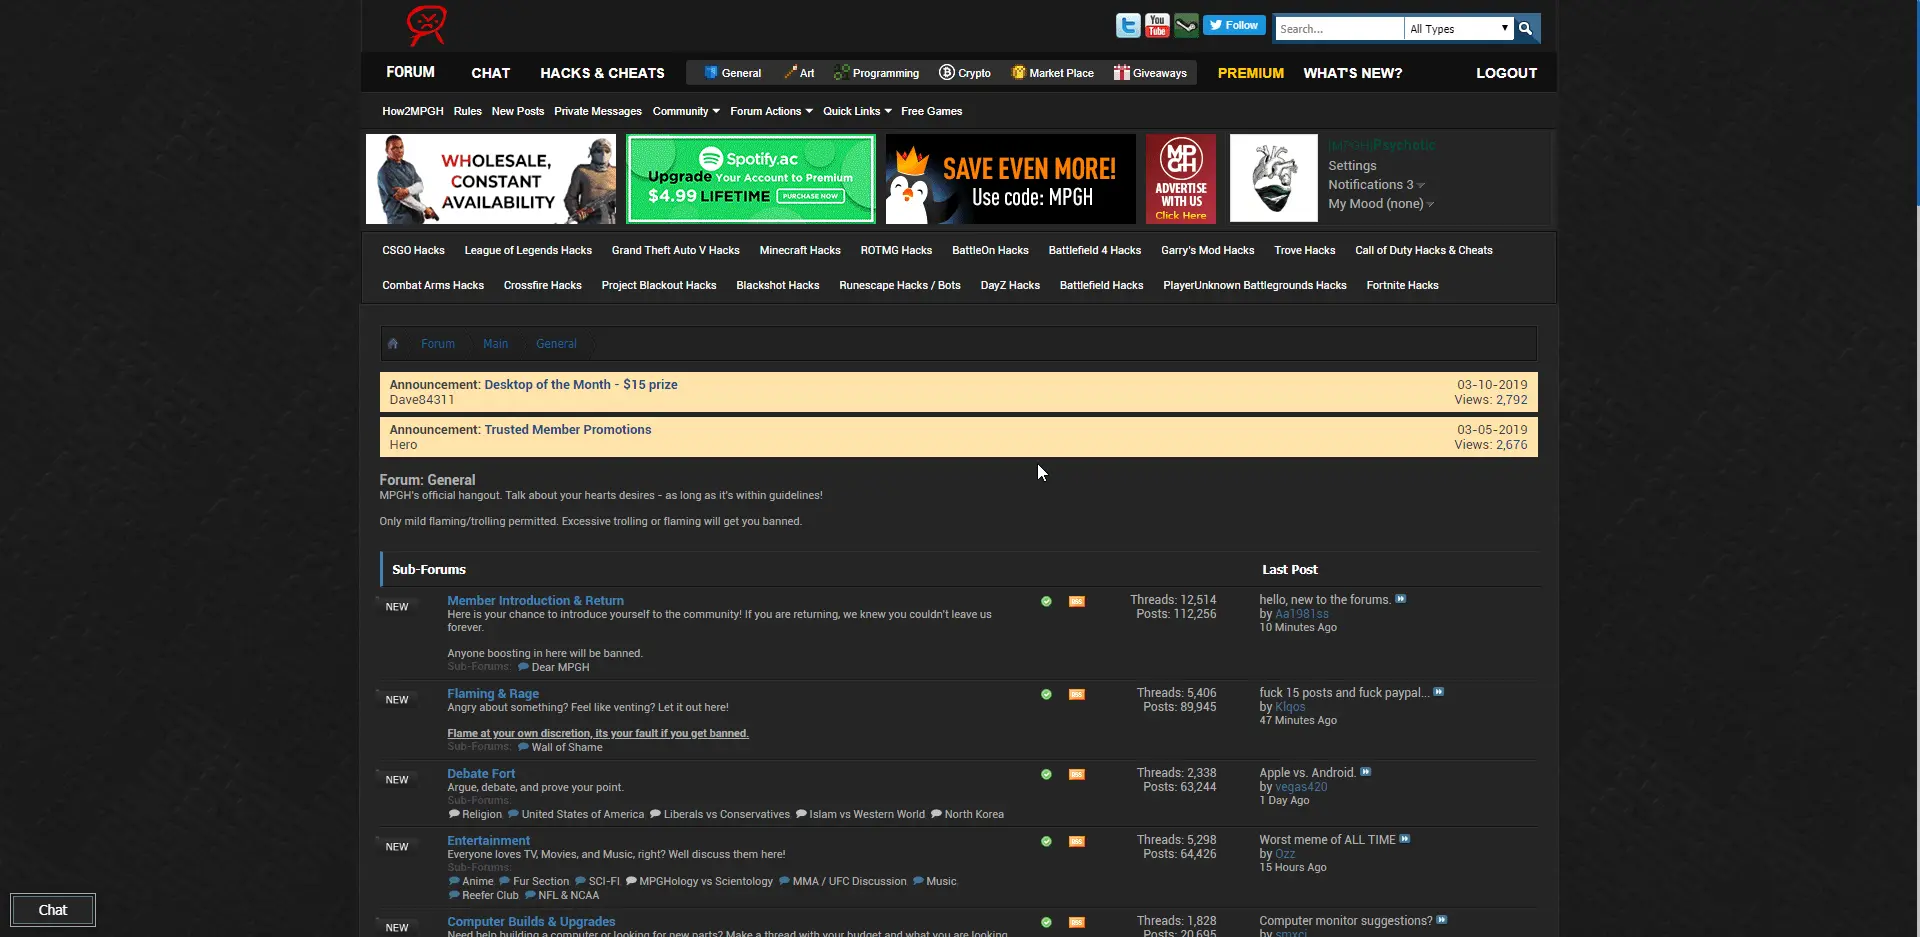 Follow
Search...
All Types
FORUM CHAT HACKS & CHEATS General Art Programming Crypto Market Place Giveaways PREMIUM WHAT'S NEW? LOGOUT
How2MPGH Rules New Posts Private Messages Community Forum Actions Quick Links Free Games
WHOLESALE,
CONSTANT
AVAILABILITY
Spotify.ac
Upgrade Your Account to Premium
$4.99 LIFETIME PURCHASE NOW
SAVE EVEN MORE!
Use code: MPGH
MP
GH
ADVERTISE
WITH US
Click Here
[MPGH]Psychotic
Settings
Notifications 3
My Mood (none)
CSGO Hacks League of Legends Hacks Grand Theft Auto V Hacks Minecraft Hacks ROTMG Hacks BattleOn Hacks Battlefield 4 Hacks Garry's Mod Hacks Trove Hacks Call of Duty Hacks & Cheats
Combat Arms Hacks Crossfire Hacks Project Blackout Hacks Blackshot Hacks Runescape Hacks / Bots DayZ Hacks Battlefield Hacks PlayerUnknown Battlegrounds Hacks Fortnite Hacks
Forum Main General
Announcement: Desktop of the Month - $15 prize 03-10-2019
Dave84311 Views: 2,792
Announcement: Trusted Member Promotions 03-05-2019
Hero Views: 2,676
Forum: General
MPGH's official hangout. Talk about your hearts desires - as long as it's within guidelines!
Only mild flaming/trolling permitted. Excessive trolling or flaming will get you banned.
Sub-Forums Last Post
NEW Member Introduction & Return Threads: 12,514 hello, new to the forums.
Here is your chance to introduce yourself to the community! If you are returning, we knew you couldn't leave us Posts: 112,256 by Aa1981ss
forever. 10 Minutes Ago
Anyone boosting in here will be banned.
Sub-Forums: Dear MPGH
NEW Flaming & Rage Threads: 5,406 fuck 15 posts and fuck paypal...
Angry about something? Feel like venting? Let it out here! Posts: 89,945 by Klqos
47 Minutes Ago
Flame at your own discretion, its your fault if you get banned.
Sub-Forums: Wall of Shame
NEW Debate Fort Threads: 2,338 Apple vs. Android.
Argue, debate, and prove your point. Posts: 63,244 by vegas420
Sub-Forums: 1 Day Ago
Religion United States of America Liberals vs Conservatives Islam vs Western World North Korea
NEW Entertainment Threads: 5,298 Worst meme of ALL TIME
Everyone loves TV, Movies, and Music, right? Well discuss them here! Posts: 64,426 by Ozz
Sub-Forums: 15 Hours Ago
Anime Fur Section SCI-FI MPGHology vs Scientology MMA / UFC Discussion Music
Reefer Club NFL & NCAA
NEW Computer Builds & Upgrades Threads: 1,828 Computer monitor suggestions?
Need help building a computer or looking for new parts? Make a thread with your budget and what you are looking Posts: 20,695 by smxci
Chat